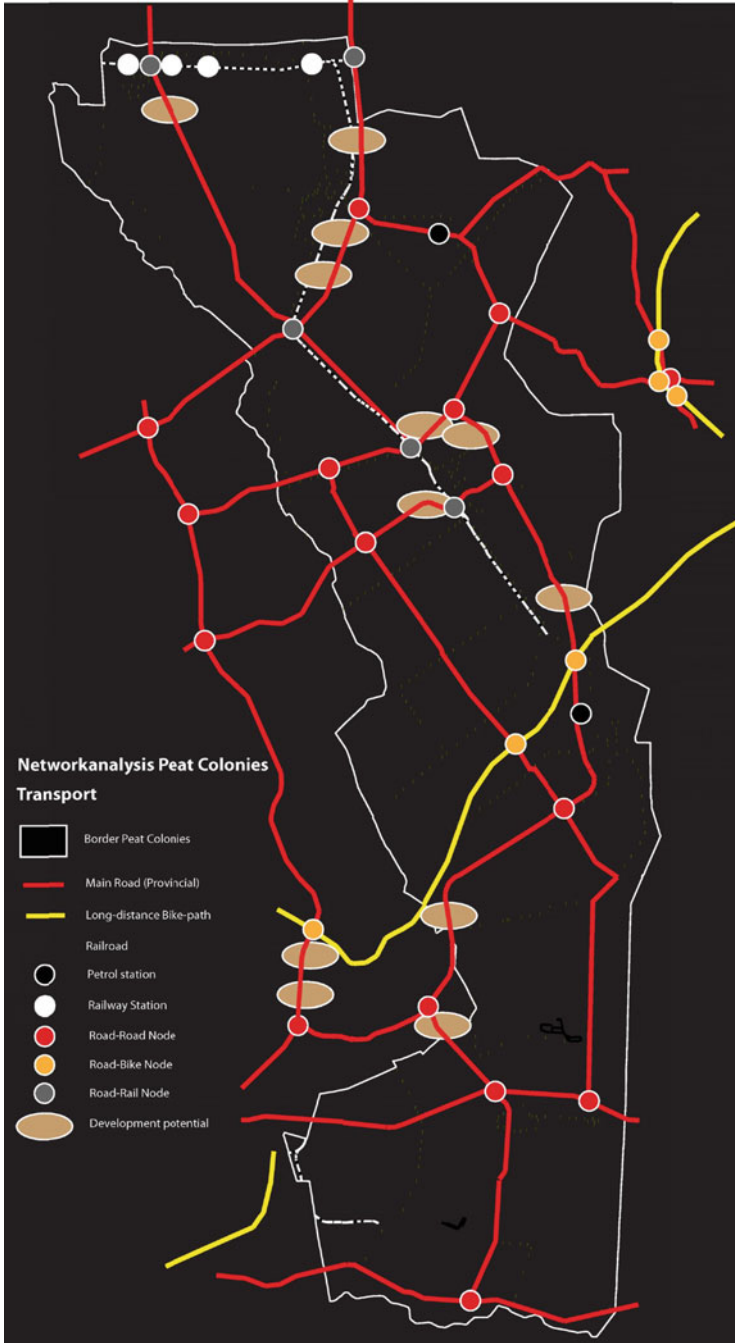 Networkanalysis Peat Colonies
Transport
Border Peat Colonies
Main Road (Provincial)
Long-distance Bike-path
Railroad
Petrol station
Railway Station
Road-Road Node
Road-Bike Node
Road-Rail Node
Development potential